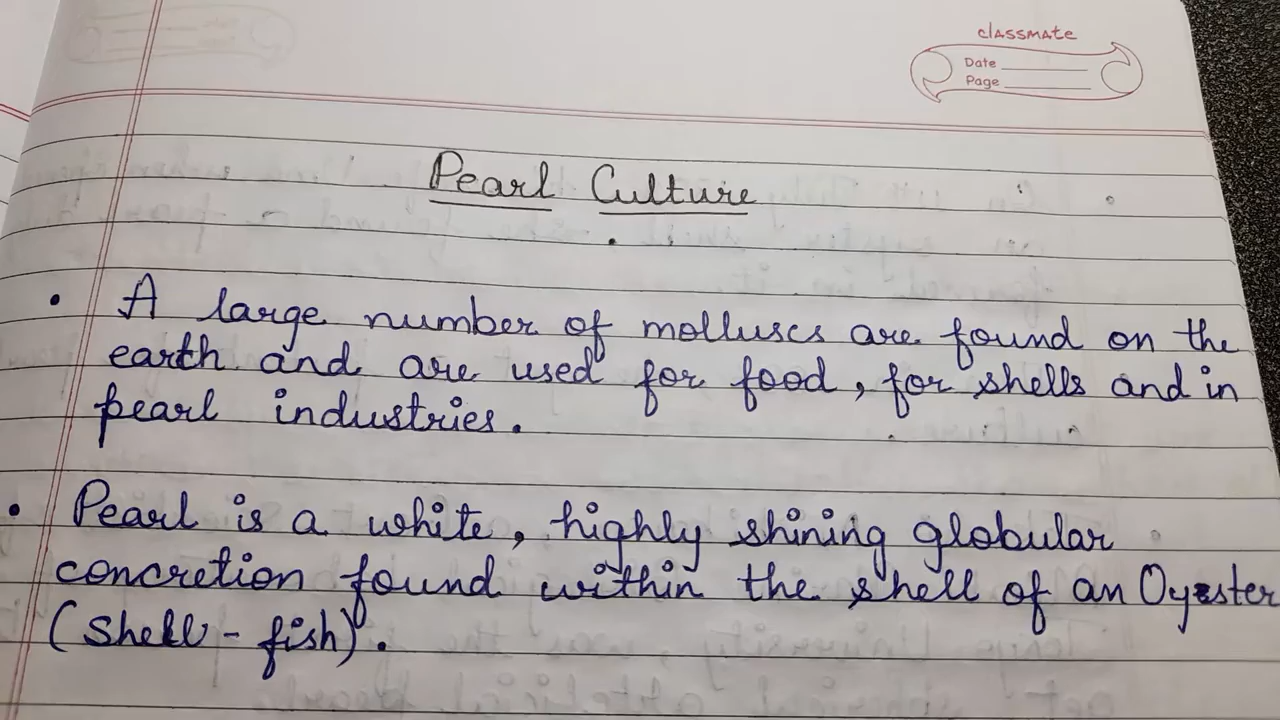 classmate
Date
Page
Pearl Culture
• A large number of molluscs are found on the
earth and are used for food, for shells and in
pearl industries.
• Pearl is a white, highly shining globular
concretion found within the shell of an Oyester
(Shell - fish).